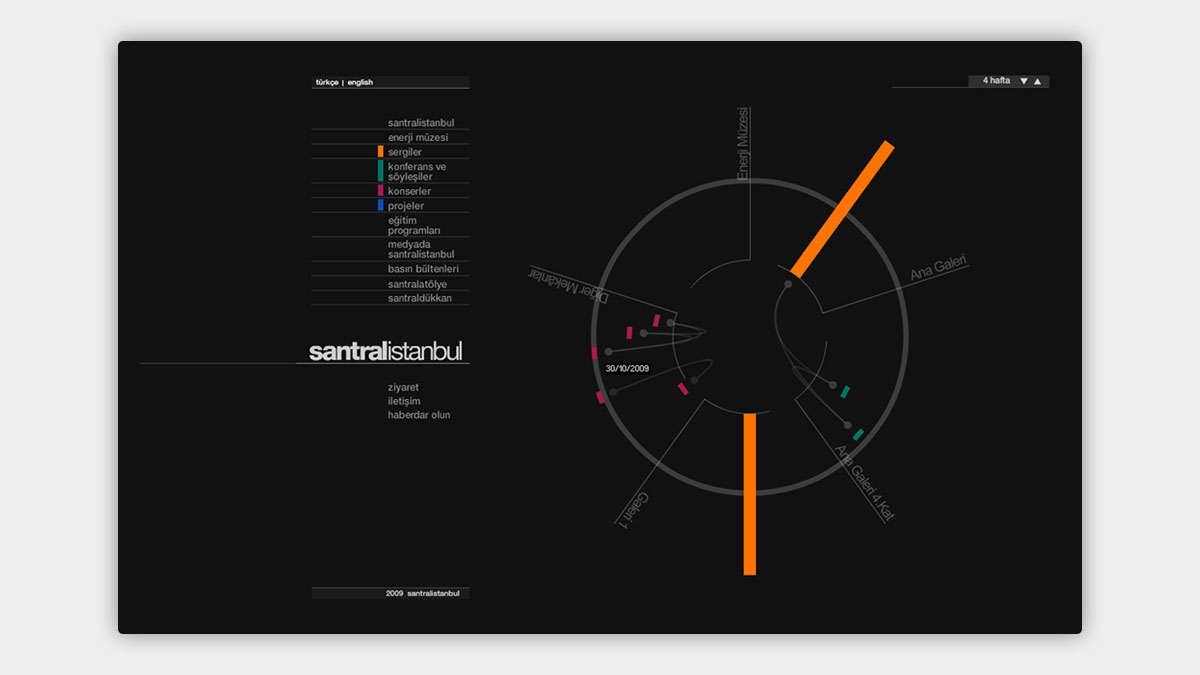 türkçe | english
4 hafta
santralistanbul
enerji müzesi
sergiler
konferans ve
söyleşiler
konserler
projeler
eğitim
programları
medyada
santralistanbul
basın bültenleri
santralatölye
santraldükkan
santralistanbul
ziyaret
iletişim
haberdar olun
2009 santralistanbul
Enerji Müzesi
Ana Galeri
Diğer Mekânlar
30/10/2009
Ana Galeri 4.Kat
Galeri 1